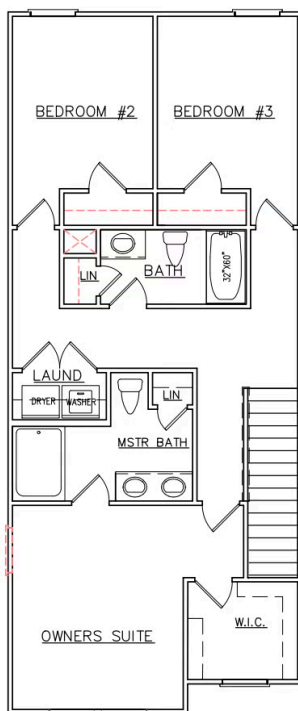 BEDROOM #2
BEDROOM #3
LIN
BATH
32"X60"
LAUND
DRYER
WASHER
LIN
MSTR BATH
OWNERS SUITE
W.I.C.